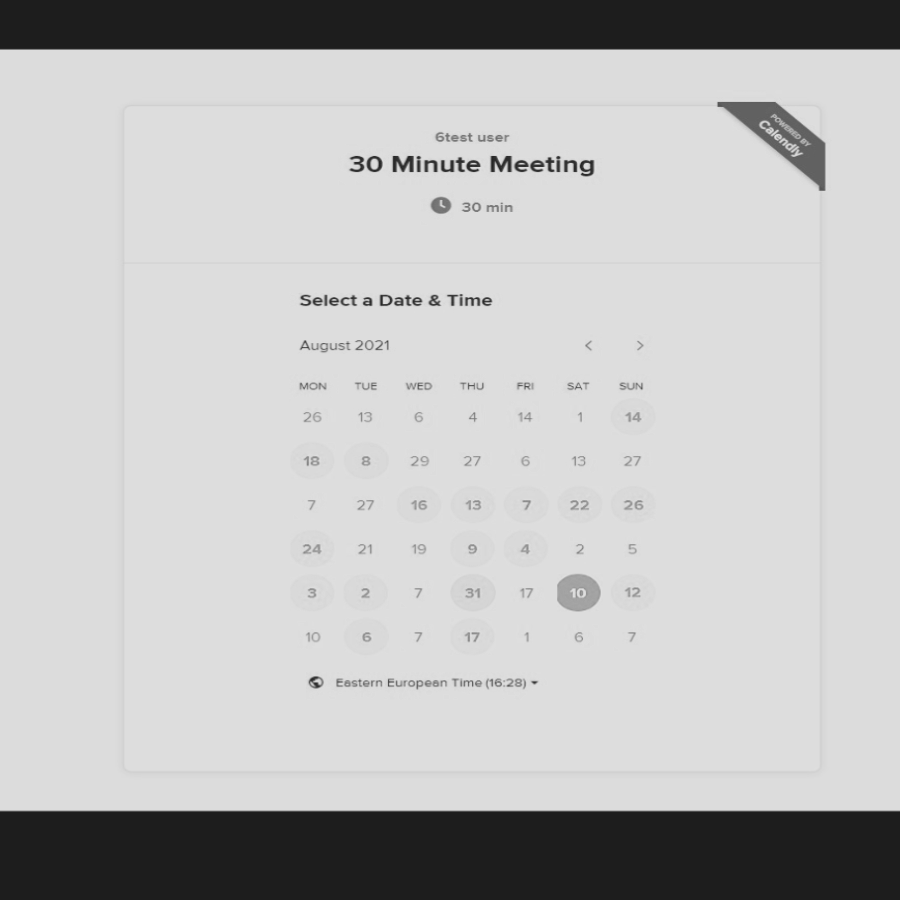 POWERED BY
Calendly
6test user
30 Minute Meeting
30 min
Select a Date & Time
August 2021 < >
MON TUE WED THU FRI SAT SUN
26 13 6 4 14 1 14
18 8 29 27 6 13 27
7 27 16 13 7 22 26
24 21 19 9 4 2 5
3 2 7 31 17 10 12
10 6 7 17 1 6 7
Eastern European Time (16:28)